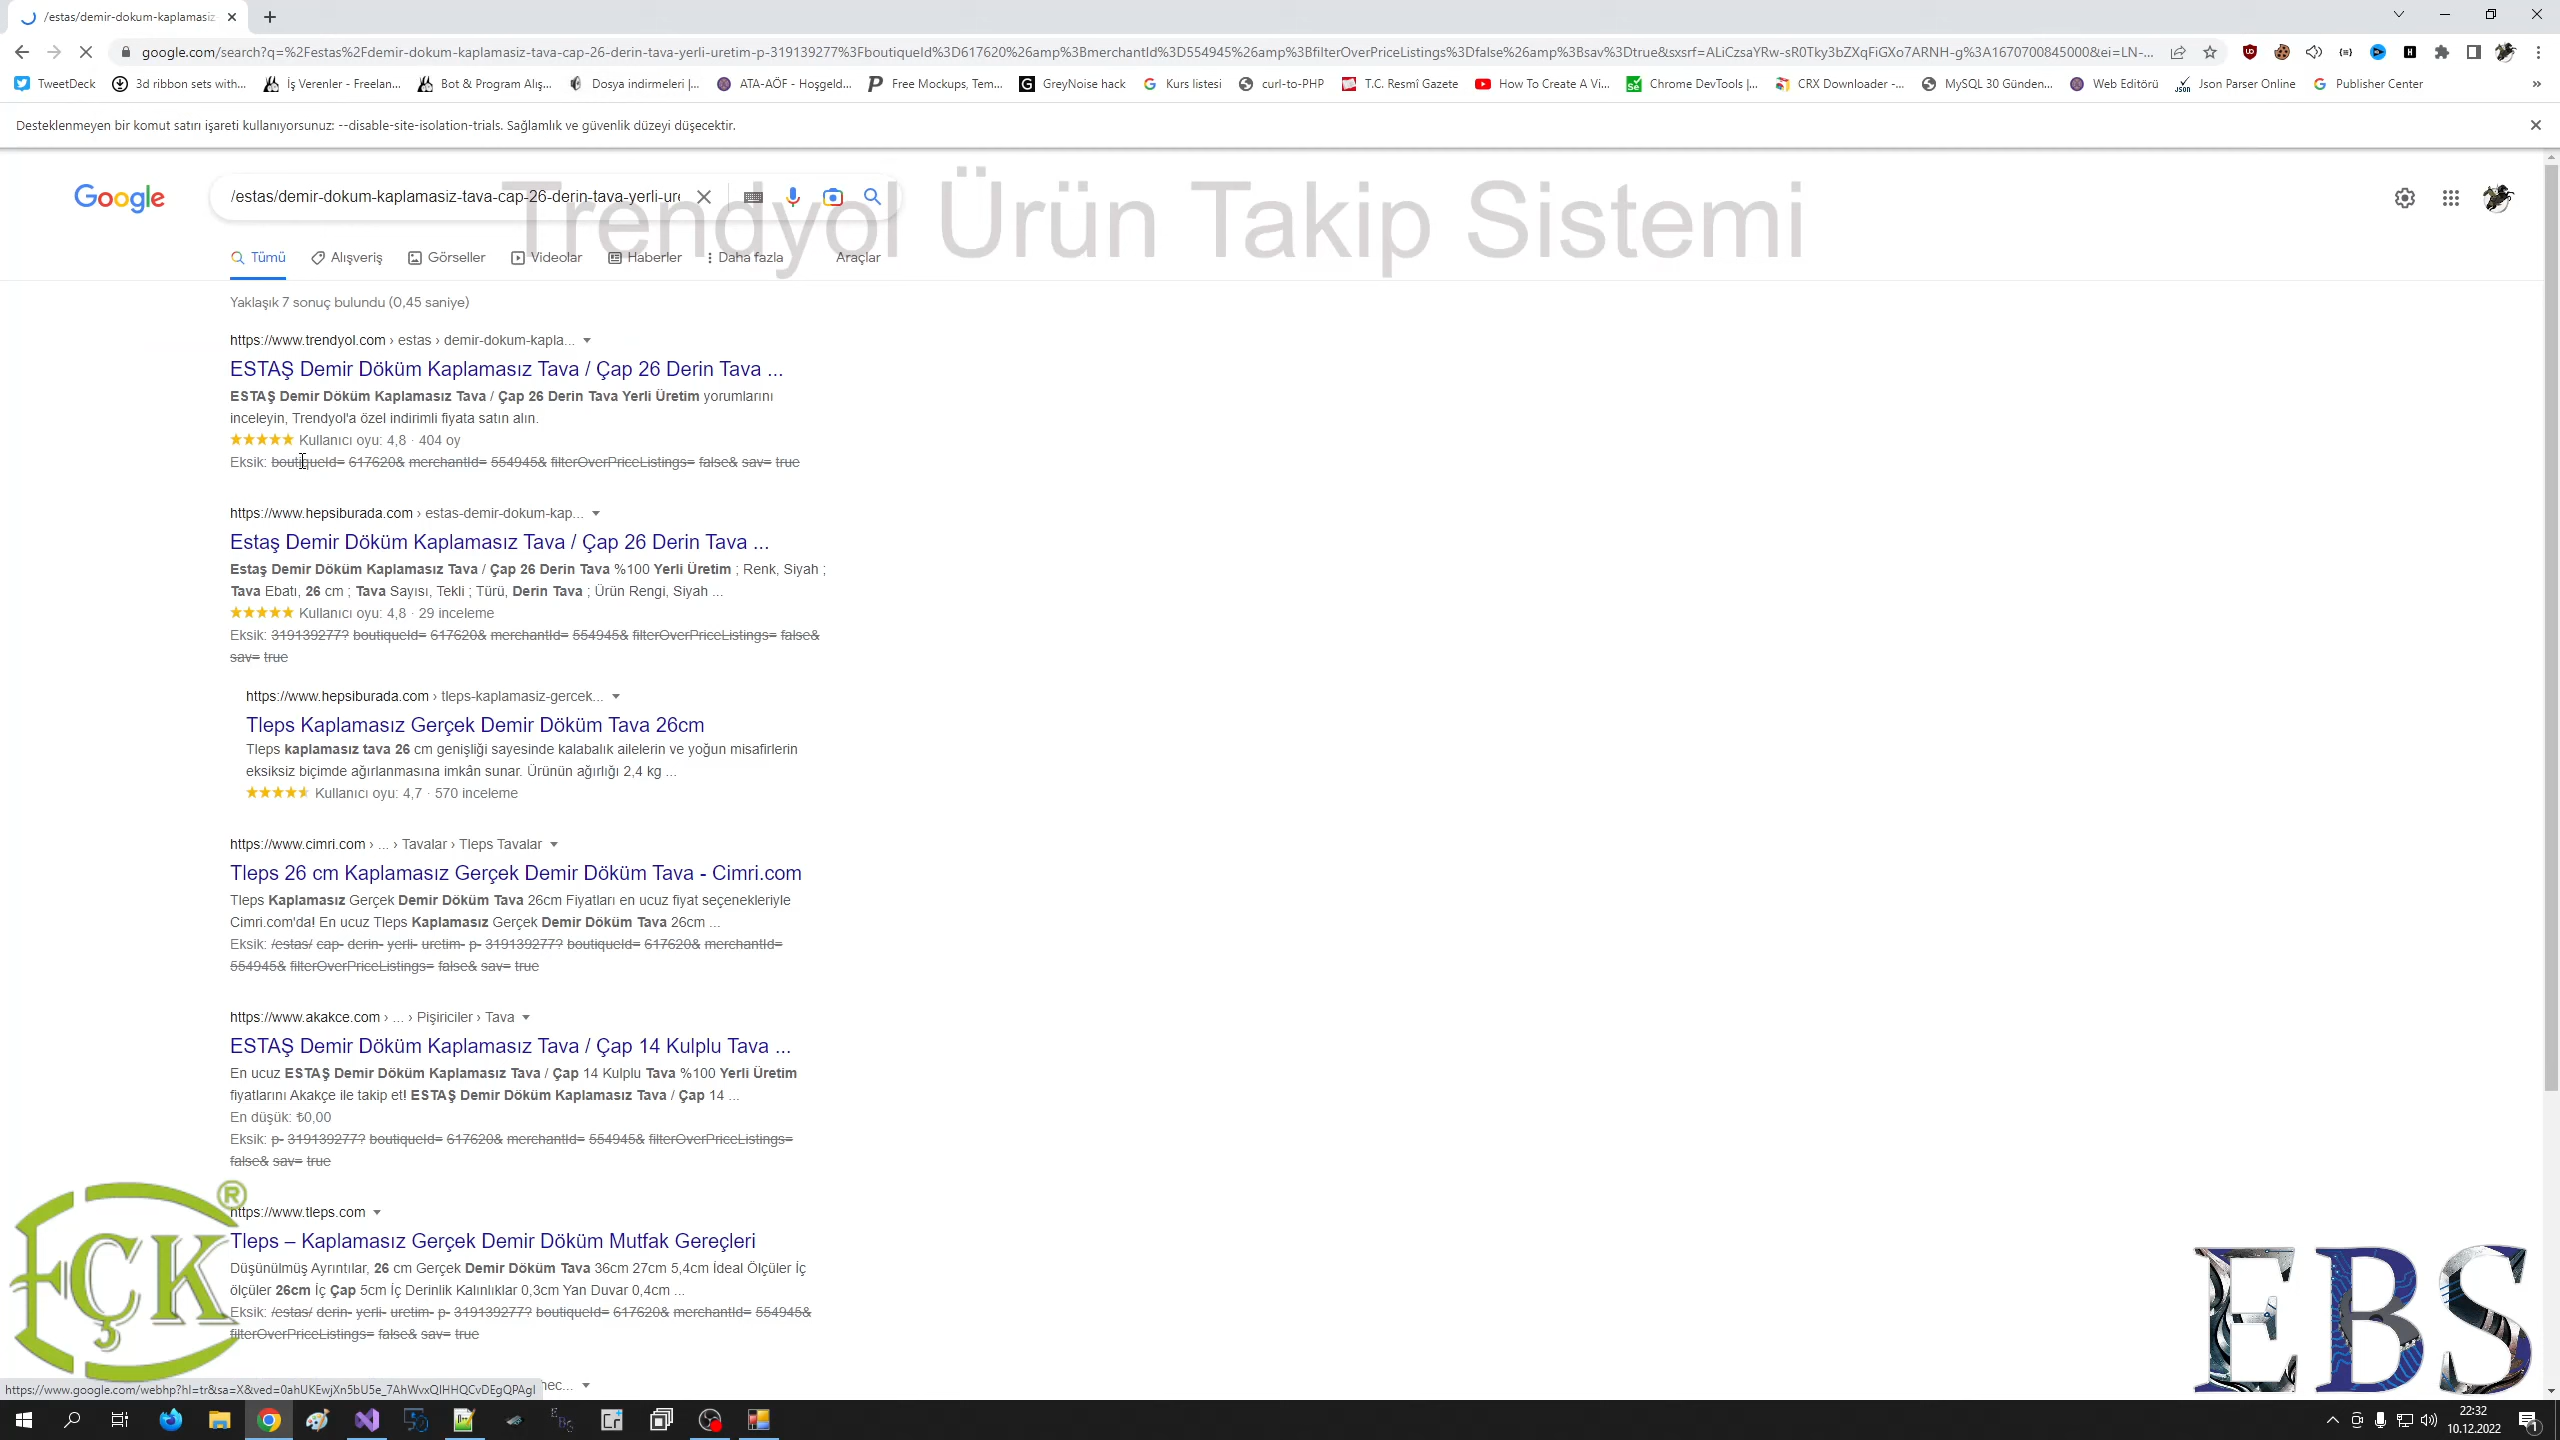 /estas/demir-dokum-kaplamasiz-
google.com/search?q=%2Festas%2Fdemir-dokum-kaplamasiz-tava-cap-26-derin-tava-yerli-uretim-p-319139277%3FboutiqueId%3D617620%26amp%3BmerchantId%3D554945%26amp%3BfilterOverPriceListings%3Dfalse%26amp%3Bsav%3Dtrue&sxsrf=ALiCzsaYRw-sR0Tky3bZXqFiGXo7ARNH-g%3A1670700845000&ei=LN-...
TweetDeck 3d ribbon sets with... İş Verenler - Freelan... Bot & Program Alış... Dosya indirmeleri |... ATA-AÖF - Hoşgeld... Free Mockups, Tem... GreyNoise hack Kurs listesi curl-to-PHP T.C. Resmî Gazete How To Create A Vi... Chrome DevTools |... CRX Downloader -... MySQL 30 Günden... Web Editörü Json Parser Online Publisher Center »
Desteklenmeyen bir komut satırı işareti kullanıyorsunuz: --disable-site-isolation-trials. Sağlamlık ve güvenlik düzeyi düşecektir.
Trendyol Ürün Takip Sistemi
Google /estas/demir-dokum-kaplamasiz-tava-cap-26-derin-tava-yerli-ure
Tümü Alışveriş Görseller Videolar Haberler Daha fazla Araçlar
Yaklaşık 7 sonuç bulundu (0,45 saniye)
https://www.trendyol.com › estas › demir-dokum-kapla...
ESTAŞ Demir Döküm Kaplamasız Tava / Çap 26 Derin Tava ...
ESTAŞ Demir Döküm Kaplamasız Tava / Çap 26 Derin Tava Yerli Üretim yorumlarını
inceleyin, Trendyol'a özel indirimli fiyata satın alın.
Kullanıcı oyu: 4,8 · 404 oy
Eksik: boutiqueId= 617620& merchantId= 554945& filterOverPriceListings= false& sav= true
https://www.hepsiburada.com › estas-demir-dokum-kap...
Estaş Demir Döküm Kaplamasız Tava / Çap 26 Derin Tava ...
Estaş Demir Döküm Kaplamasız Tava / Çap 26 Derin Tava %100 Yerli Üretim ; Renk, Siyah ;
Tava Ebatı, 26 cm ; Tava Sayısı, Tekli ; Türü, Derin Tava ; Ürün Rengi, Siyah ...
Kullanıcı oyu: 4,8 · 29 inceleme
Eksik: 319139277? boutiqueId= 617620& merchantId= 554945& filterOverPriceListings= false&
sav= true
https://www.hepsiburada.com › tleps-kaplamasiz-gercek...
Tleps Kaplamasız Gerçek Demir Döküm Tava 26cm
Tleps kaplamasız tava 26 cm genişliği sayesinde kalabalık ailelerin ve yoğun misafirlerin
eksiksiz biçimde ağırlanmasına imkân sunar. Ürünün ağırlığı 2,4 kg ...
Kullanıcı oyu: 4,7 · 570 inceleme
https://www.cimri.com › ... › Tavalar › Tleps Tavalar
Tleps 26 cm Kaplamasız Gerçek Demir Döküm Tava - Cimri.com
Tleps Kaplamasız Gerçek Demir Döküm Tava 26cm Fiyatları en ucuz fiyat seçenekleriyle
Cimri.com'da! En ucuz Tleps Kaplamasız Gerçek Demir Döküm Tava 26cm ...
Eksik: /estas/ cap- derin- yerli- uretim- p- 319139277? boutiqueId= 617620& merchantId=
554945& filterOverPriceListings= false& sav= true
https://www.akakce.com › ... › Pişiriciler › Tava
ESTAŞ Demir Döküm Kaplamasız Tava / Çap 14 Kulplu Tava ...
En ucuz ESTAŞ Demir Döküm Kaplamasız Tava / Çap 14 Kulplu Tava %100 Yerli Üretim
fiyatlarını Akakçe ile takip et! ESTAŞ Demir Döküm Kaplamasız Tava / Çap 14 ...
En düşük: ₺0,00
Eksik: p- 319139277? boutiqueId= 617620& merchantId= 554945& filterOverPriceListings=
false& sav= true
https://www.tleps.com
Tleps – Kaplamasız Gerçek Demir Döküm Mutfak Gereçleri
Düşünülmüş Ayrıntılar, 26 cm Gerçek Demir Döküm Tava 36cm 27cm 5,4cm İdeal Ölçüler İç
ölçüler 26cm İç Çap 5cm İç Derinlik Kalınlıklar 0,3cm Yan Duvar 0,4cm ...
Eksik: /estas/ derin- yerli- uretim- p- 319139277? boutiqueId= 617620& merchantId= 554945&
filterOverPriceListings= false& sav= true
EÇK ®
EBS
https://www.google.com/webhp?hl=tr&sa=X&ved=0ahUKEwjXn5bU5e_7AhWvxQIHHQCvDEgQPAgI
22:32
10.12.2022
1